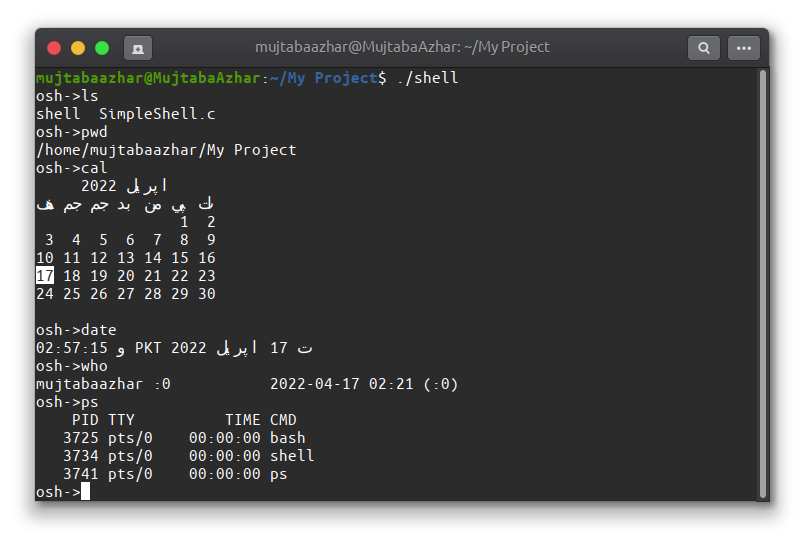 mujtabaazhar@MujtabaAzhar: ~/My Project
mujtabaazhar@MujtabaAzhar:~/My Project$ ./shell
osh->ls
shell  SimpleShell.c
osh->pwd
/home/mujtabaazhar/My Project
osh->cal
اپريل 2022
ات پي من بد جم جم هف
1 2
3 4 5 6 7 8 9
10 11 12 13 14 15 16
17 18 19 20 21 22 23
24 25 26 27 28 29 30
osh->date
02:57:15 و PKT 2022 اپريل 17 ت
osh->who
mujtabaazhar :0           2022-04-17 02:21 (:0)
osh->ps
PID TTY          TIME CMD
3725 pts/0    00:00:00 bash
3734 pts/0    00:00:00 shell
3741 pts/0    00:00:00 ps
osh->